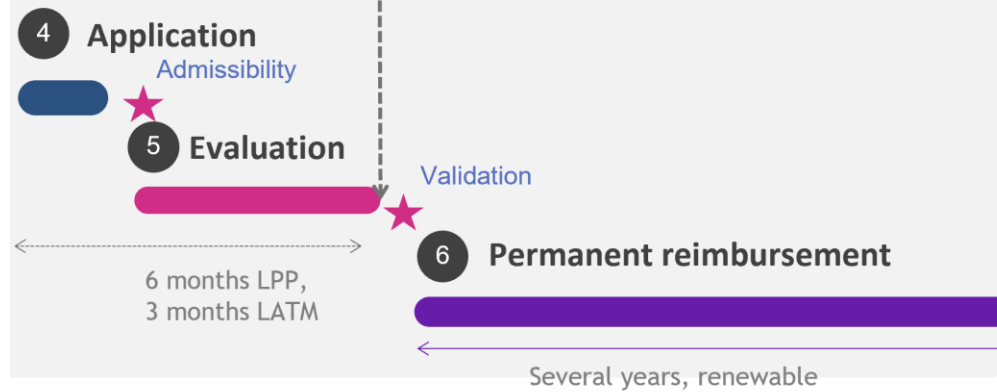 4 Application
Admissibility
5 Evaluation
Validation
6 Permanent reimbursement
6 months LPP,
3 months LATM
Several years, renewable